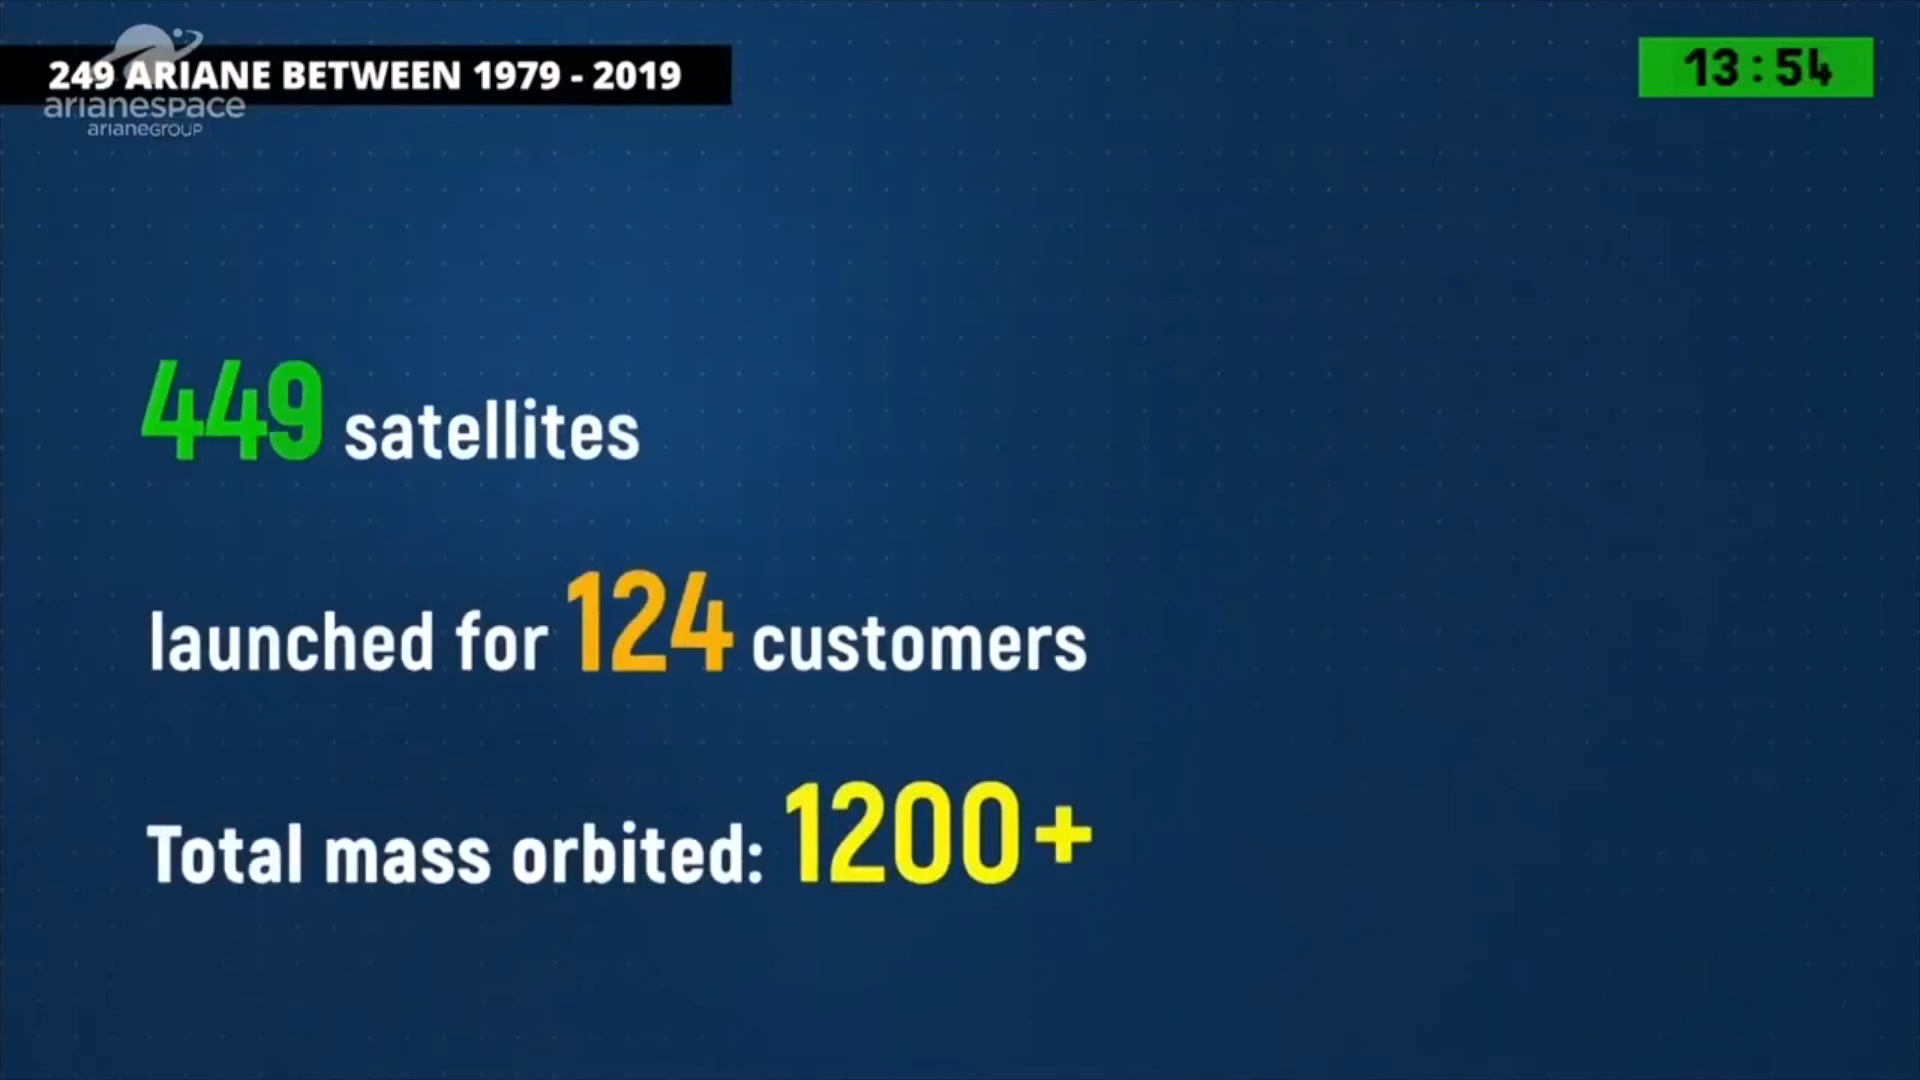 249 ARIANE BETWEEN 1979 - 2019
arianespace
arianeGROUP
13:54
449 satellites
launched for 124 customers
Total mass orbited: 1200+